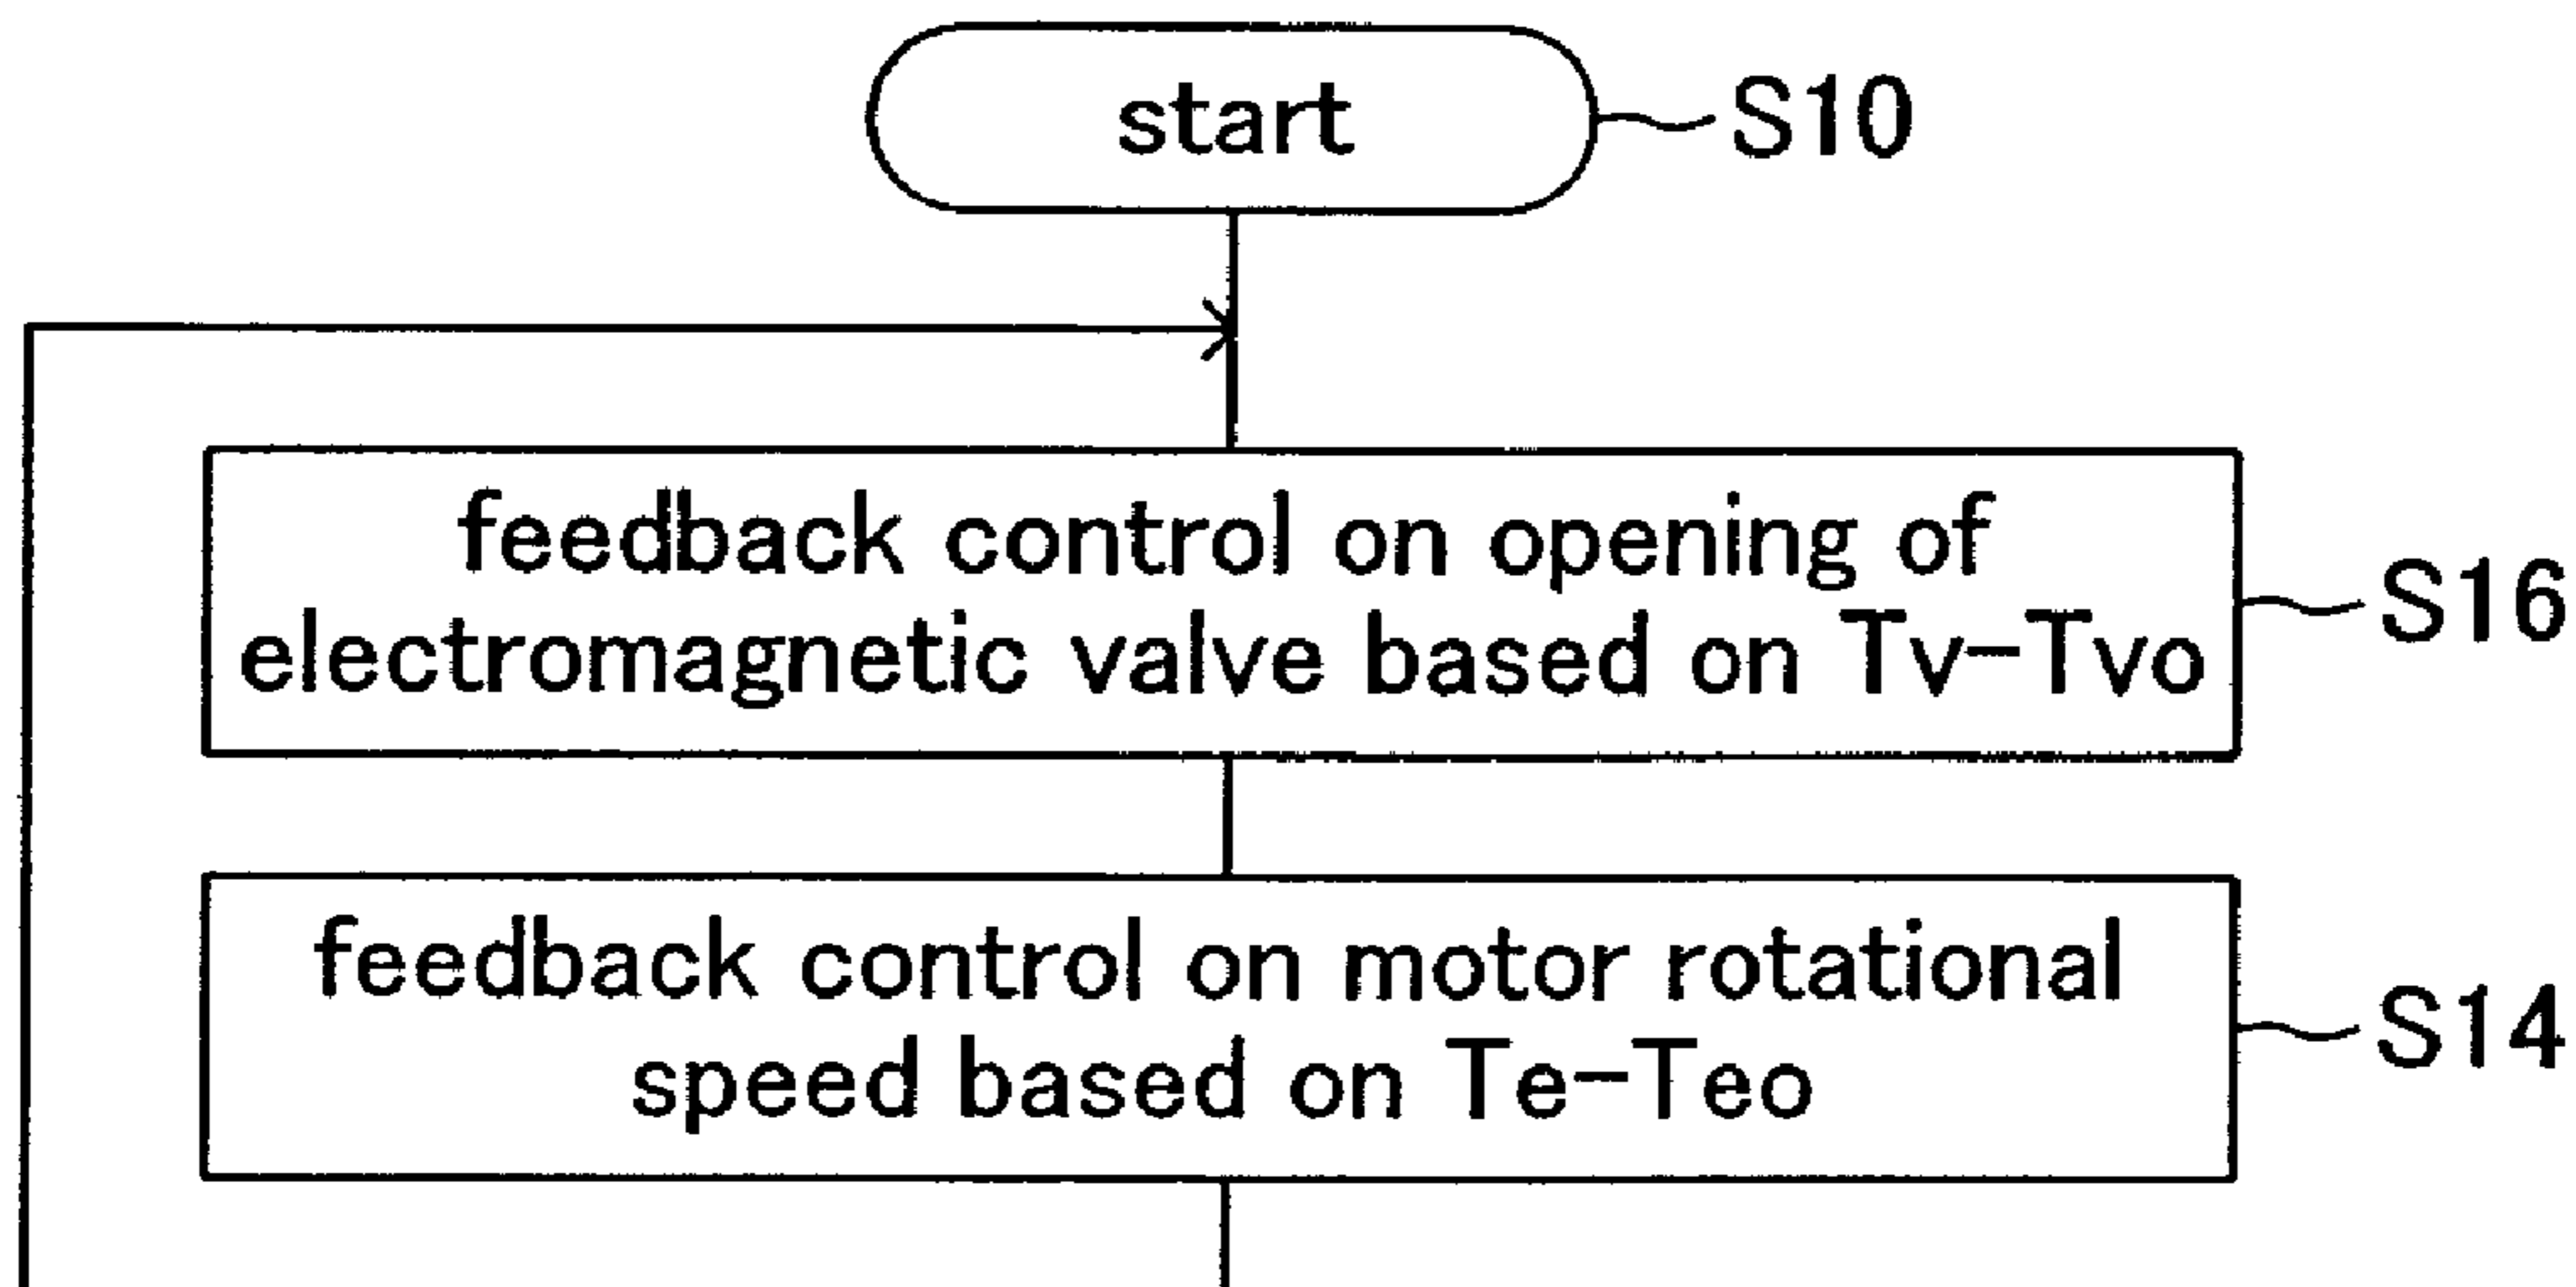 start
S10
feedback control on opening of
electromagnetic valve based on Tv-Tvo
S16
feedback control on motor rotational
speed based on Te-Teo
S14